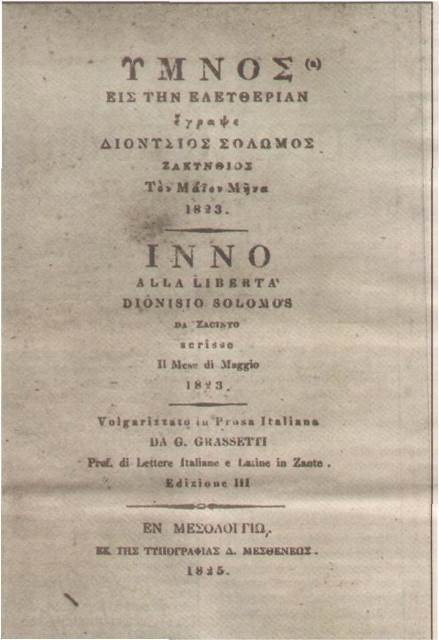 ΥΜΝΟΣ (a)
ΕΙΣ ΤΗΝ ΕΛΕΥΘΕΡΙΑΝ
ἔγραψε
ΔΙΟΝΥΣΙΟΣ ΣΟΛΩΜΟΣ
ΖΑΚΥΝΘΙΟΣ
Τὸν Μάϊον Μῆνα
1823.
INNO
ALLA LIBERTA'
DIONISIO SOLOMOS
DA ZACINTO
scrisse
Il Mese di Maggio
1823.
Volgarizzato in Prosa Italiana
DA G. GRASSETTI
Prof. di Lettere Italiane e Latine in Zante.
Edizione III
ΕΝ ΜΕΣΟΛΟΓΓΙΩ,
ΕΚ ΤΗΣ ΤΥΠΟΓΡΑΦΙΑΣ Δ. ΜΕΣΘΕΝΕΩΣ.
1825.